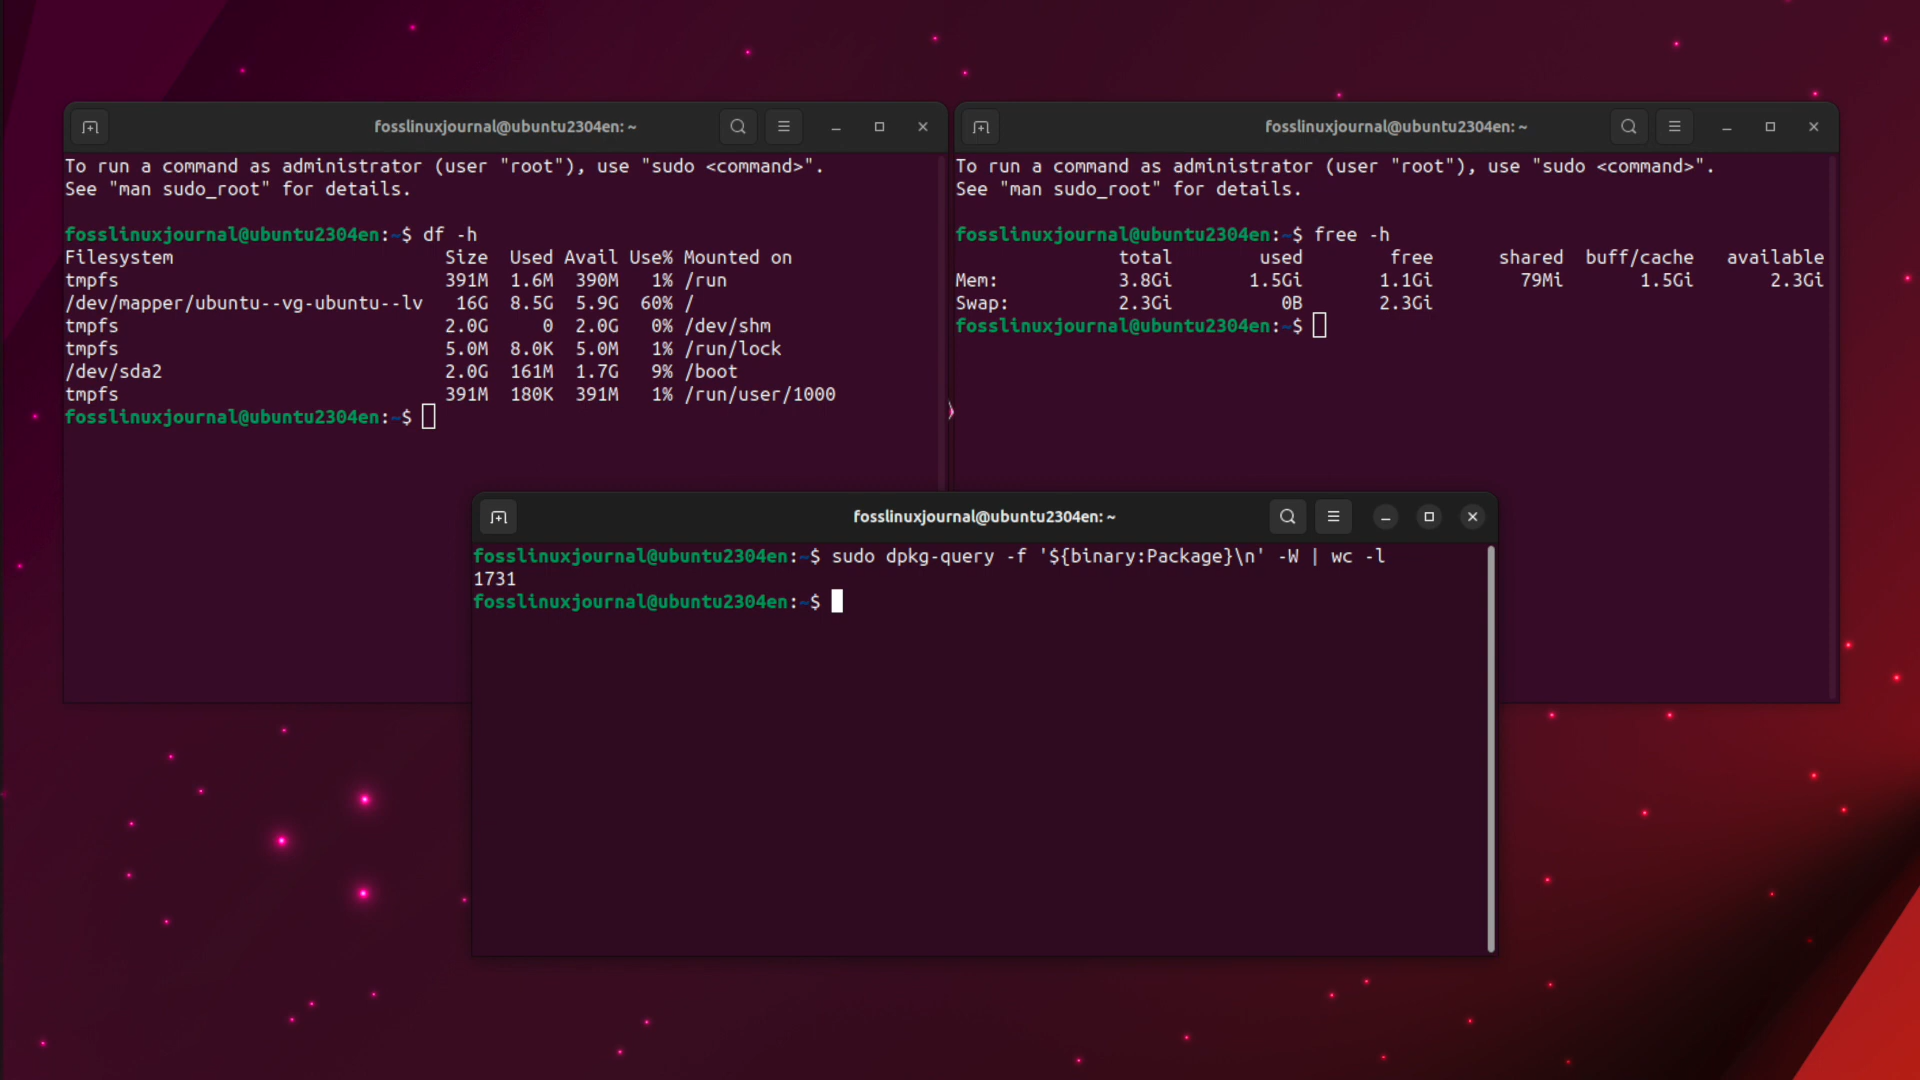 fosslinuxjournal@ubuntu2304en: ~
To run a command as administrator (user "root"), use "sudo <command>".
See "man sudo_root" for details.
fosslinuxjournal@ubuntu2304en:~$ df -h
Filesystem                         Size  Used Avail Use% Mounted on
tmpfs                              391M  1.6M  390M   1% /run
/dev/mapper/ubuntu--vg-ubuntu--lv   16G  8.5G  5.9G  60% /
tmpfs                              2.0G     0  2.0G   0% /dev/shm
tmpfs                              5.0M  8.0K  5.0M   1% /run/lock
/dev/sda2                          2.0G  161M  1.7G   9% /boot
tmpfs                              391M  180K  391M   1% /run/user/1000
fosslinuxjournal@ubuntu2304en:~$
fosslinuxjournal@ubuntu2304en: ~
To run a command as administrator (user "root"), use "sudo <command>".
See "man sudo_root" for details.
fosslinuxjournal@ubuntu2304en:~$ free -h
               total        used        free      shared  buff/cache   available
Mem:           3.8Gi       1.5Gi       1.1Gi        79Mi       1.5Gi       2.3Gi
Swap:          2.3Gi          0B       2.3Gi
fosslinuxjournal@ubuntu2304en:~$
fosslinuxjournal@ubuntu2304en: ~
fosslinuxjournal@ubuntu2304en:~$ sudo dpkg-query -f '${binary:Package}\n' -W | wc -l
1731
fosslinuxjournal@ubuntu2304en:~$